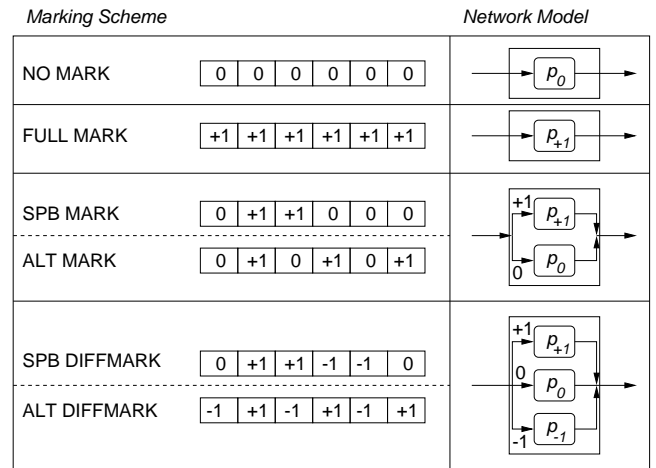 Marking Scheme Network Model
NO MARK 0 0 0 0 0 0 p0
FULL MARK +1 +1 +1 +1 +1 +1 p+1
SPB MARK 0 +1 +1 0 0 0 +1 p+1
ALT MARK 0 +1 0 +1 0 +1 0 p0
+1 p+1
SPB DIFFMARK 0 +1 +1 -1 -1 0 0 p0
ALT DIFFMARK -1 +1 -1 +1 -1 +1 -1 p-1